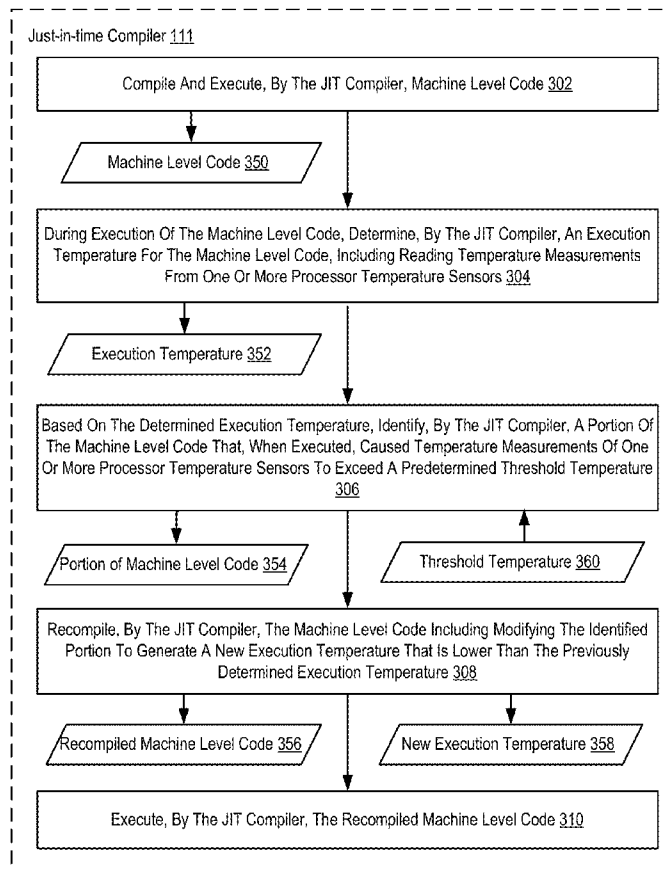 Just-in-time Compiler 111
Compile And Execute, By The JIT Compiler, Machine Level Code 302
Machine Level Code 350
During Execution Of The Machine Level Code, Determine, By The JIT Compiler, An Execution
Temperature For The Machine Level Code, Including Reading Temperature Measurements
From One Or More Processor Temperature Sensors 304
Execution Temperature 352
Based On The Determined Execution Temperature, Identify, By The JIT Compiler, A Portion Of
The Machine Level Code That, When Executed, Caused Temperature Measurements Of One
Or More Processor Temperature Sensors To Exceed A Predetermined Threshold Temperature
306
Portion of Machine Level Code 354
Threshold Temperature 360
Recompile, By The JIT Compiler, The Machine Level Code Including Modifying The Identified
Portion To Generate A New Execution Temperature That Is Lower Than The Previously
Determined Execution Temperature 308
Recompiled Machine Level Code 356
New Execution Temperature 358
Execute, By The JIT Compiler, The Recompiled Machine Level Code 310